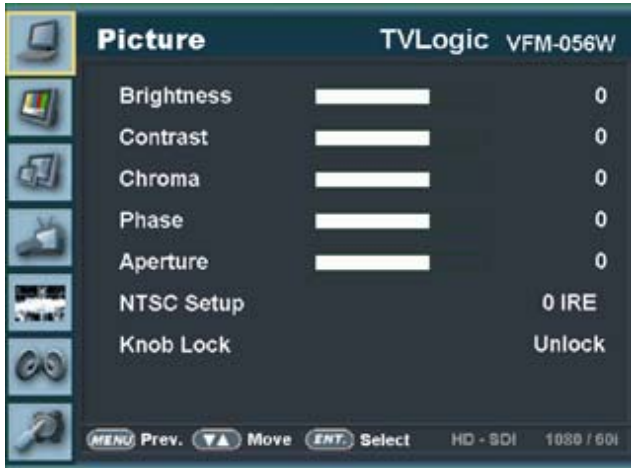 Picture TVLogic VFM-056W
Brightness 0
Contrast 0
Chroma 0
Phase 0
Aperture 0
NTSC Setup 0 IRE
Knob Lock Unlock
MENU Prev. ▼▲ Move ENT. Select HD - SDI 1080 / 60i